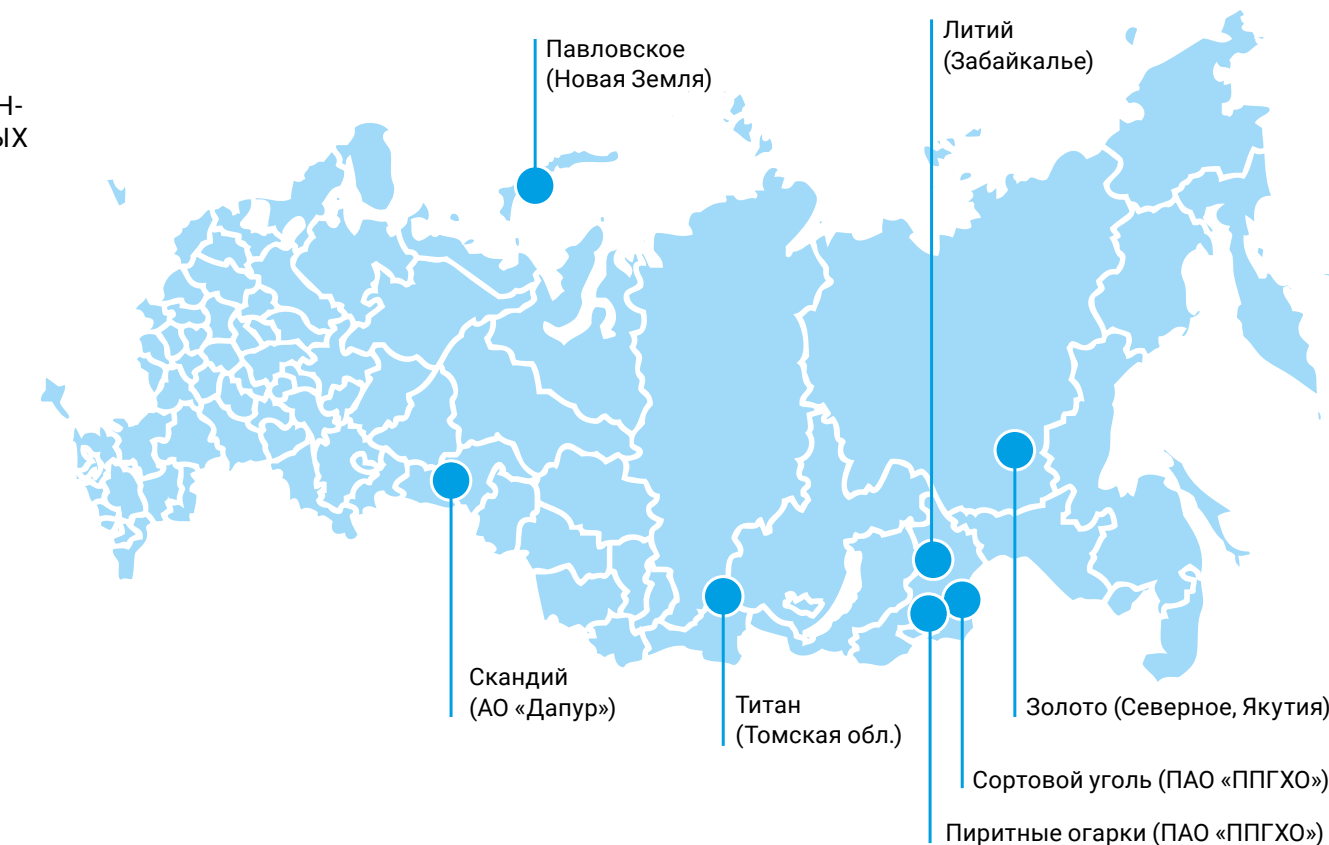 Н-
ЫХ
Павловское
(Новая Земля)
Литий
(Забайкалье)
Скандий
(АО «Дапур»)
Титан
(Томская обл.)
Золото (Северное, Якутия)
Сортовой уголь (ПАО «ППГХО»)
Пиритные огарки (ПАО «ППГХО»)